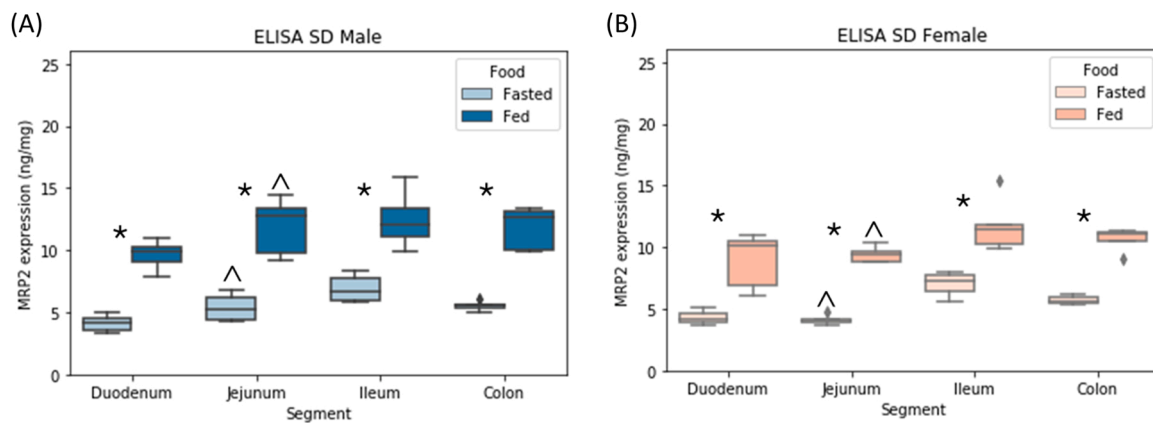 (A)
ELISA SD Male
MRP2 expression (ng/mg)
25
20
15
10
5
0
Food
Fasted
Fed
* ^
* ^ * *
Duodenum Jejunum Ileum Colon
Segment
(B)
ELISA SD Female
MRP2 expression (ng/mg)
25
20
15
10
5
0
Food
Fasted
Fed
* * ^ * *
^
Duodenum Jejunum Ileum Colon
Segment